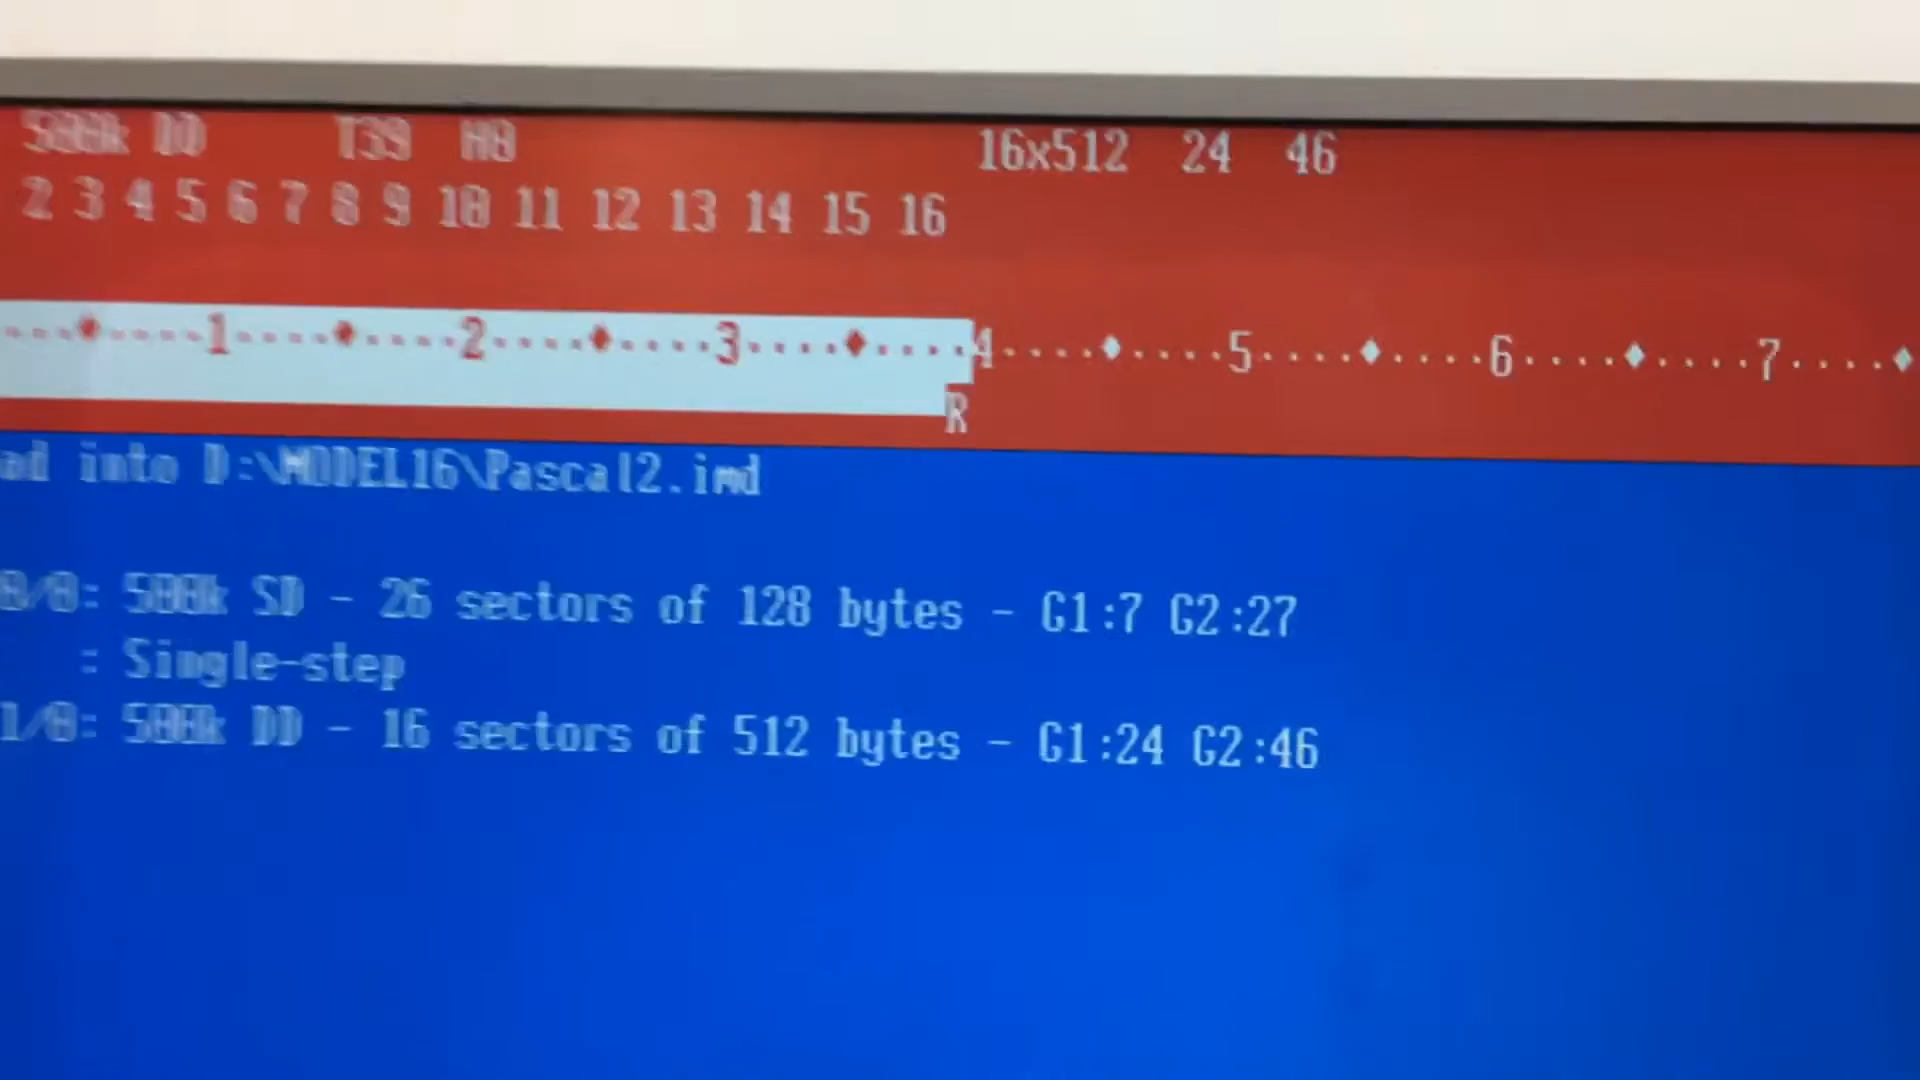 500k DD T39 H0 16x512 24 46
2 3 4 5 6 7 8 9 10 11 12 13 14 15 16
...♦....1....♦....2....♦....3....♦....4....♦....5....♦....6....♦....7....♦
R
ad into D:\MODEL16\Pascal2.imd
0/0: 500k SD - 26 sectors of 128 bytes - G1:7 G2:27
: Single-step
1/0: 500k DD - 16 sectors of 512 bytes - G1:24 G2:46